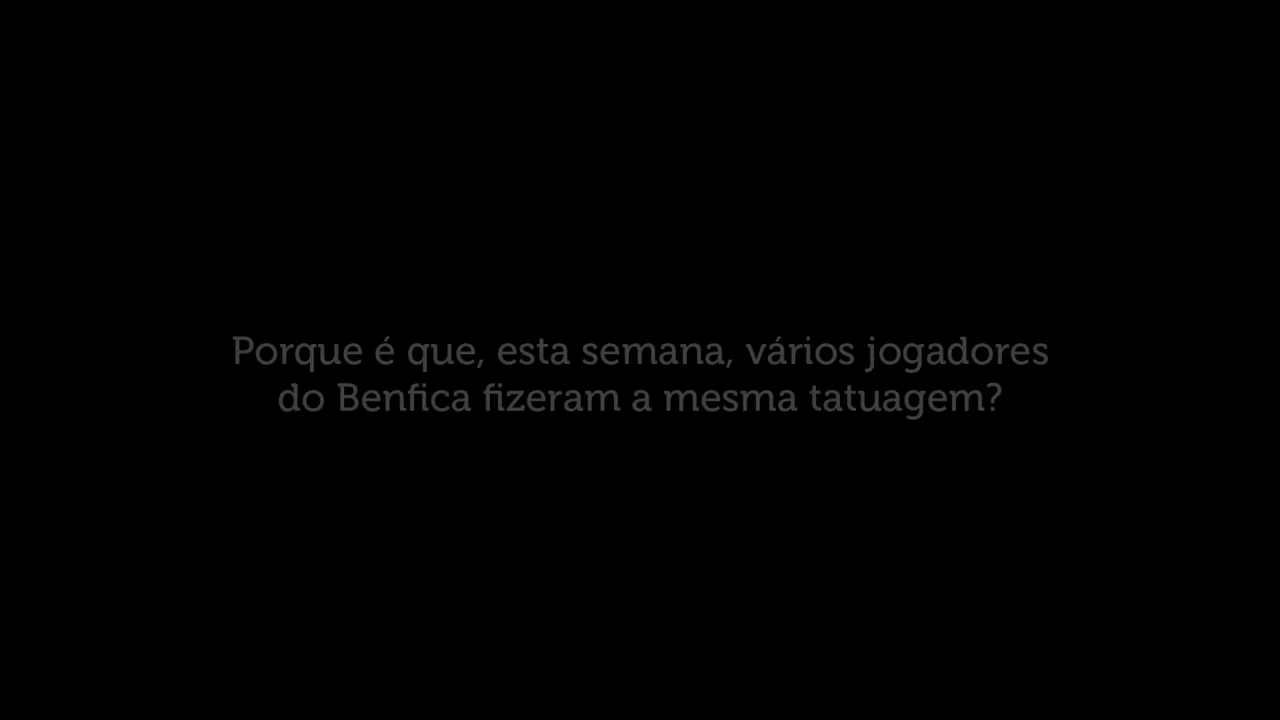 Porque é que, esta semana, vários jogadores
do Benfica fizeram a mesma tatuagem?